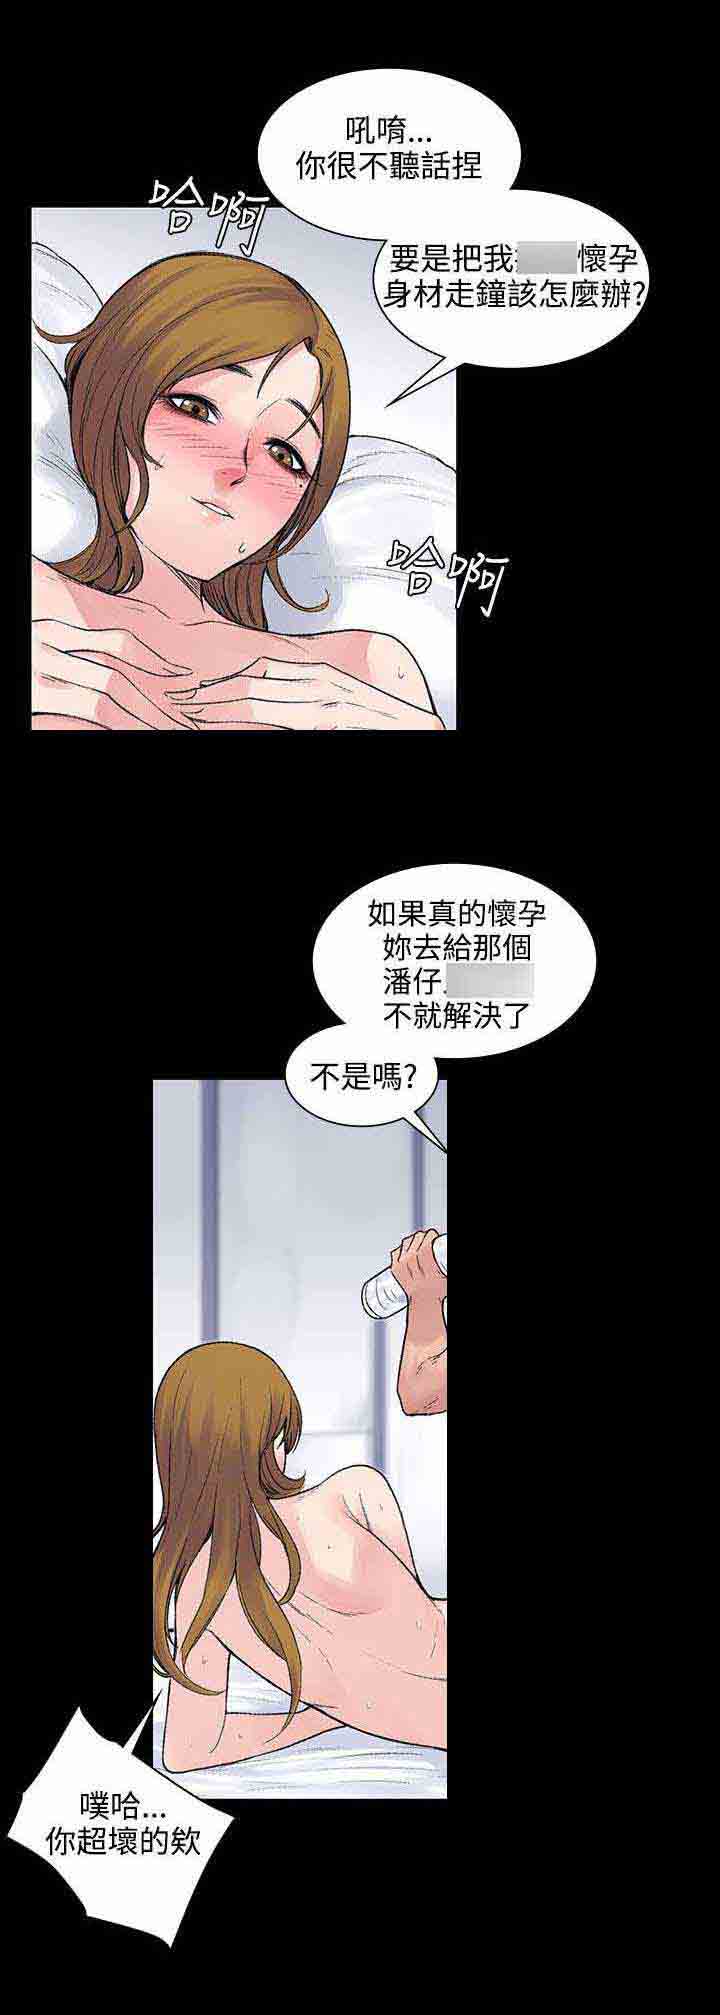 吼唷...
你很不聽話捏
要是把我
懷孕
身材走鐘該怎麼辦?
哈啊
哈啊
如果真的懷孕
妳去給那個
潘仔
不就解決了
不是嗎?
噗哈...
你超壞的欸